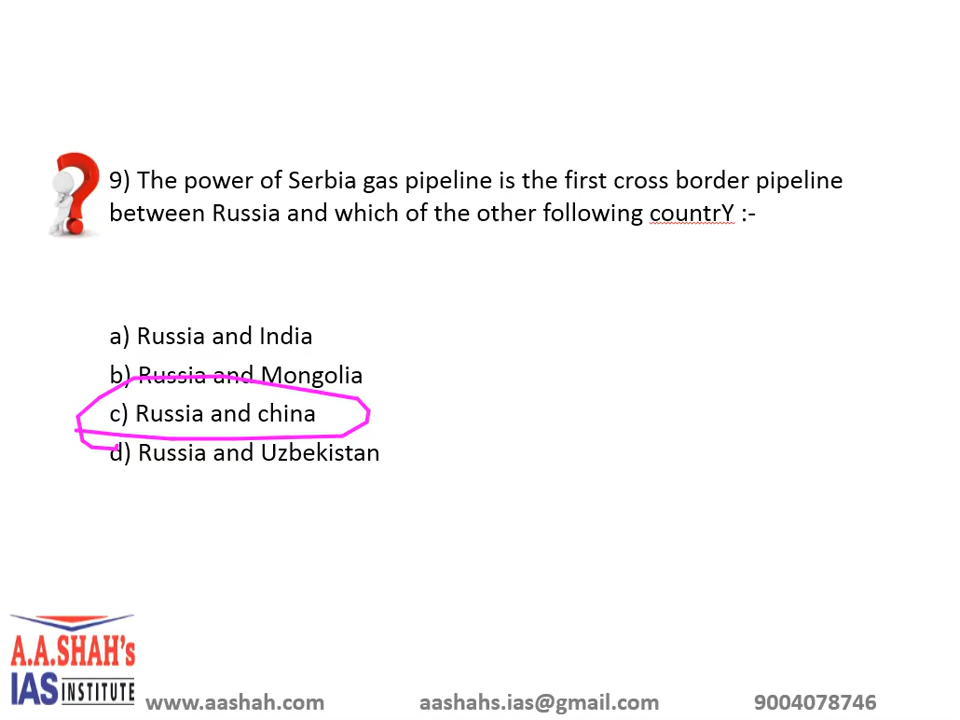 9) The power of Serbia gas pipeline is the first cross border pipeline
between Russia and which of the other following countrY :-
a) Russia and India
b) Russia and Mongolia
c) Russia and china
d) Russia and Uzbekistan
A.A.SHAH's
IAS INSTITUTE
www.aashah.com aashahs.ias@gmail.com 9004078746